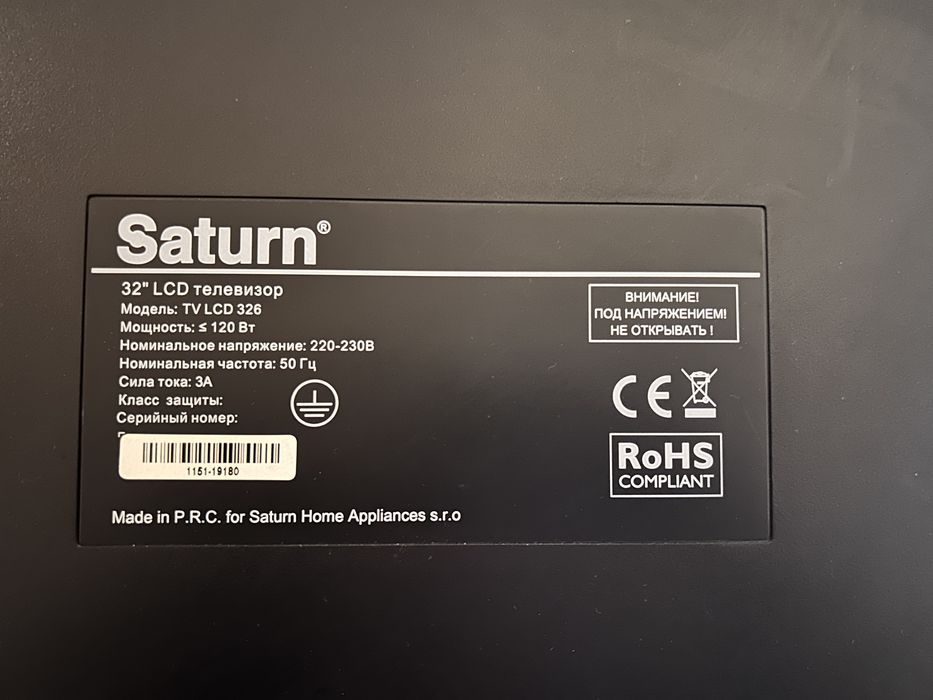 Saturn®
32" LCD телевизор
Модель: TV LCD 326
Мощность: ≤ 120 Вт
Номинальное напряжение: 220-230В
Номинальная частота: 50 Гц
Сила тока: 3А
Класс защиты:
Серийный номер:
1151-19180
Made in P.R.C. for Saturn Home Appliances s.r.o
ВНИМАНИЕ!
ПОД НАПРЯЖЕНИЕМ!
НЕ ОТКРЫВАТЬ !
CE
RoHS
COMPLIANT